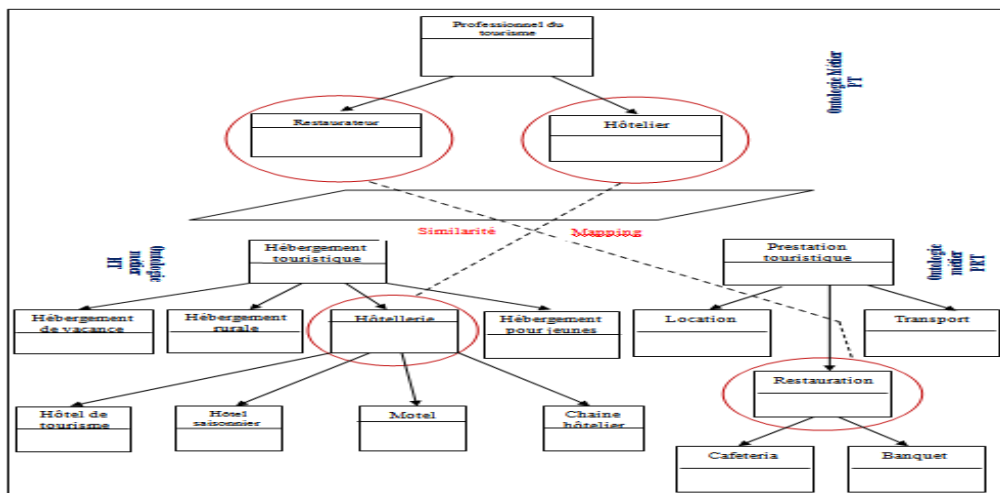 Professionnel du
tourisme
Ontologie Métier
PT
Restaurateur
Hôtelier
Similarité
Mapping
Ontologie
métier
HT
Hébergement
touristique
Prestation
touristique
Ontologie
métier
PRT
Hébergement
de vacance
Hébergement
rurale
Hôtellerie
Hébergement
pour jeunes
Location
Transport
Restauration
Hôtel de
tourisme
Hôtel
saisonnier
Motel
Chaine
hôtelier
Cafeteria
Banquet